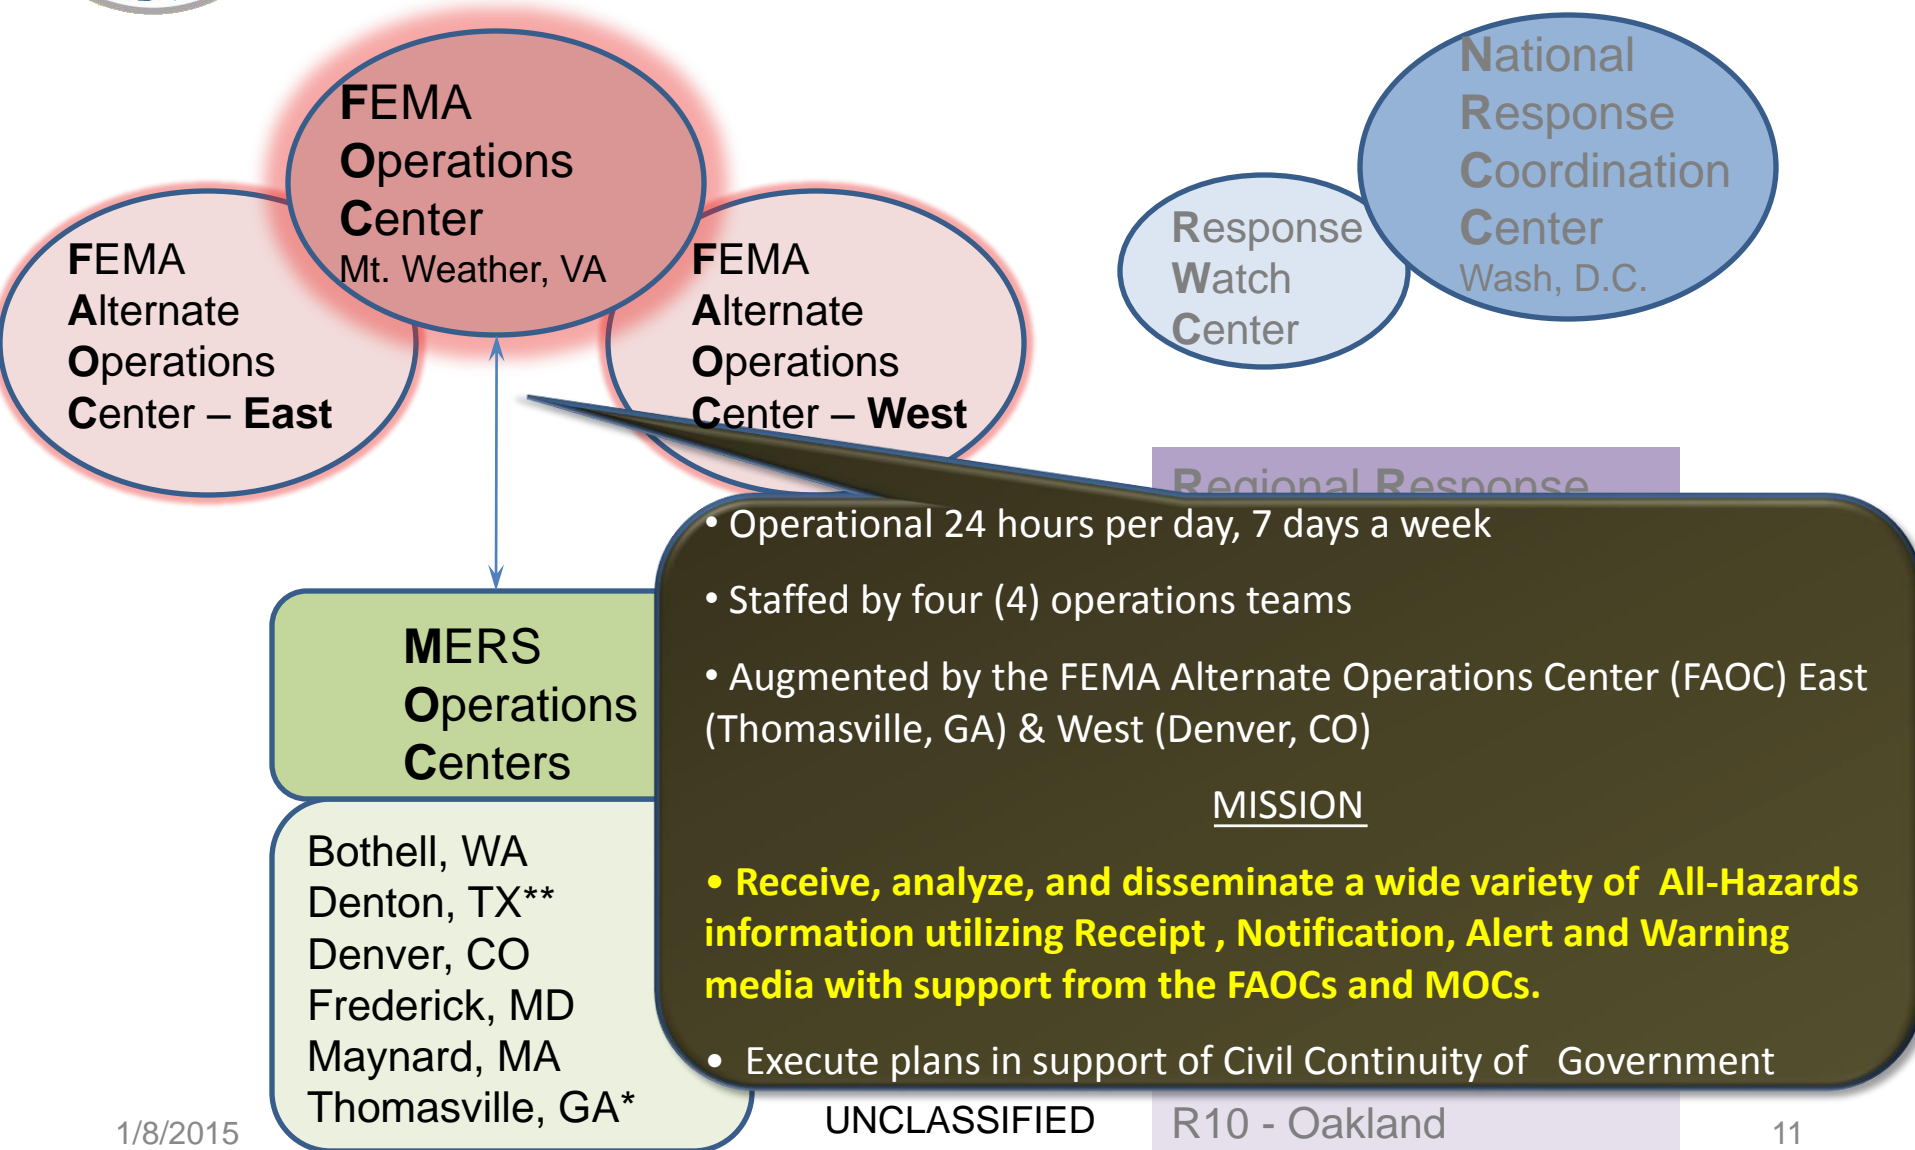 FEMA
Operations
Center
Mt. Weather, VA
FEMA
Alternate
Operations
Center – East
FEMA
Alternate
Operations
Center – West
National
Response
Coordination
Center
Wash, D.C.
Response
Watch
Center
Regional Response
• Operational 24 hours per day, 7 days a week
• Staffed by four (4) operations teams
• Augmented by the FEMA Alternate Operations Center (FAOC) East
(Thomasville, GA) & West (Denver, CO)
MISSION
• Receive, analyze, and disseminate a wide variety of All-Hazards
information utilizing Receipt , Notification, Alert and Warning
media with support from the FAOCs and MOCs.
• Execute plans in support of Civil Continuity of Government
MERS
Operations
Centers
Bothell, WA
Denton, TX**
Denver, CO
Frederick, MD
Maynard, MA
Thomasville, GA*
R10 - Oakland
1/8/2015
UNCLASSIFIED
11